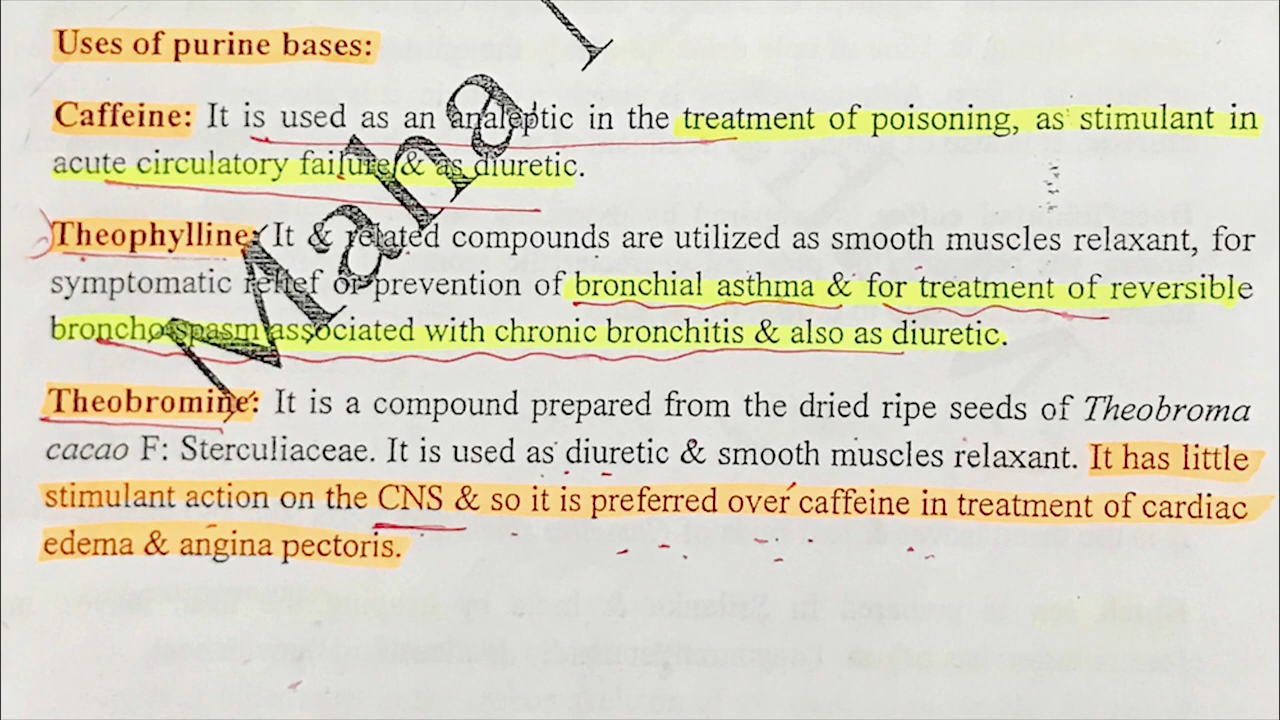 Uses of purine bases:
Caffeine: It is used as an analeptic in the treatment of poisoning, as stimulant in
acute circulatory failure & as diuretic.
Theophylline: It & related compounds are utilized as smooth muscles relaxant, for
symptomatic relief or prevention of bronchial asthma & for treatment of reversible
bronchospasm associated with chronic bronchitis & also as diuretic.
Theobromine: It is a compound prepared from the dried ripe seeds of Theobroma
cacao F: Sterculiaceae. It is used as diuretic & smooth muscles relaxant. It has little
stimulant action on the CNS & so it is preferred over caffeine in treatment of cardiac
edema & angina pectoris.
Maha